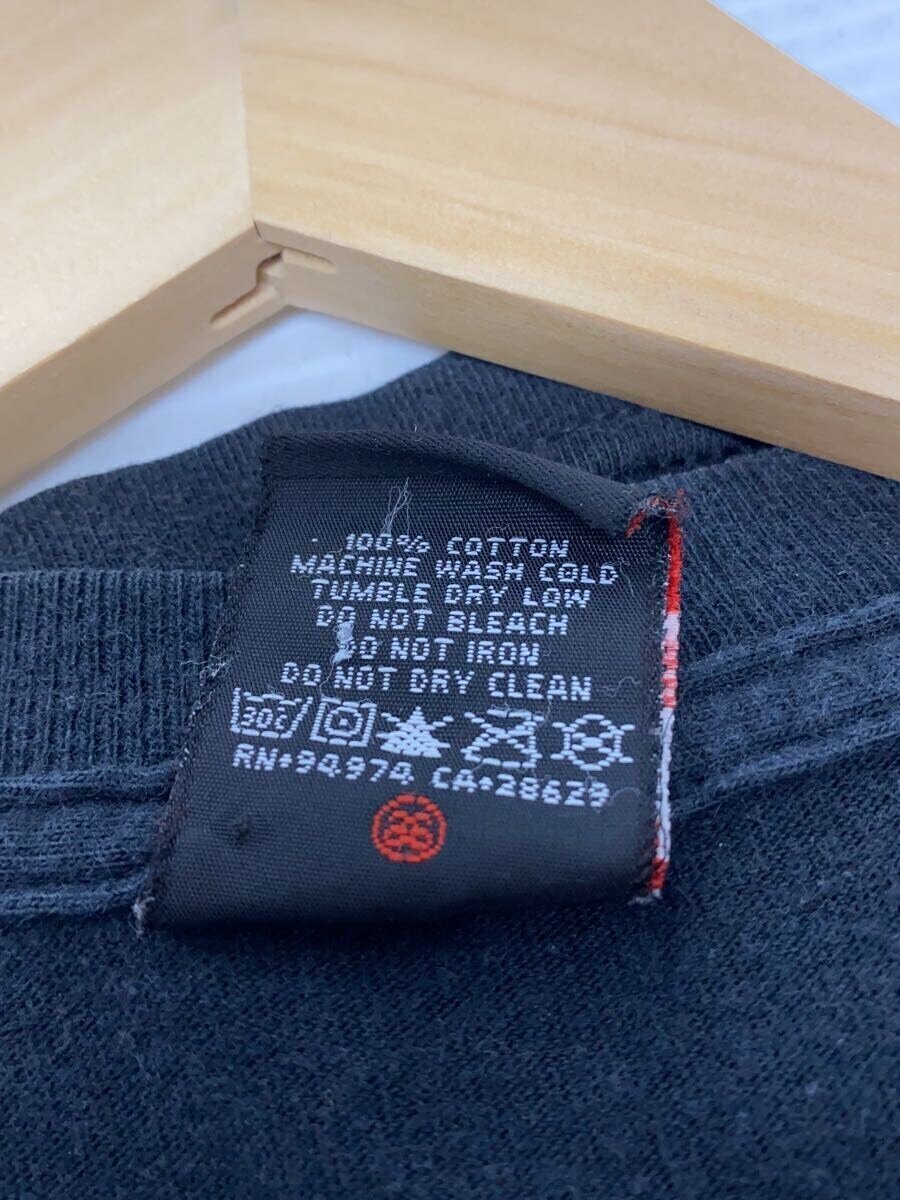 100% COTTON
MACHINE WASH COLD
TUMBLE DRY LOW
DO NOT BLEACH
DO NOT IRON
DO NOT DRY CLEAN
30C
RN+94974 CA+28629